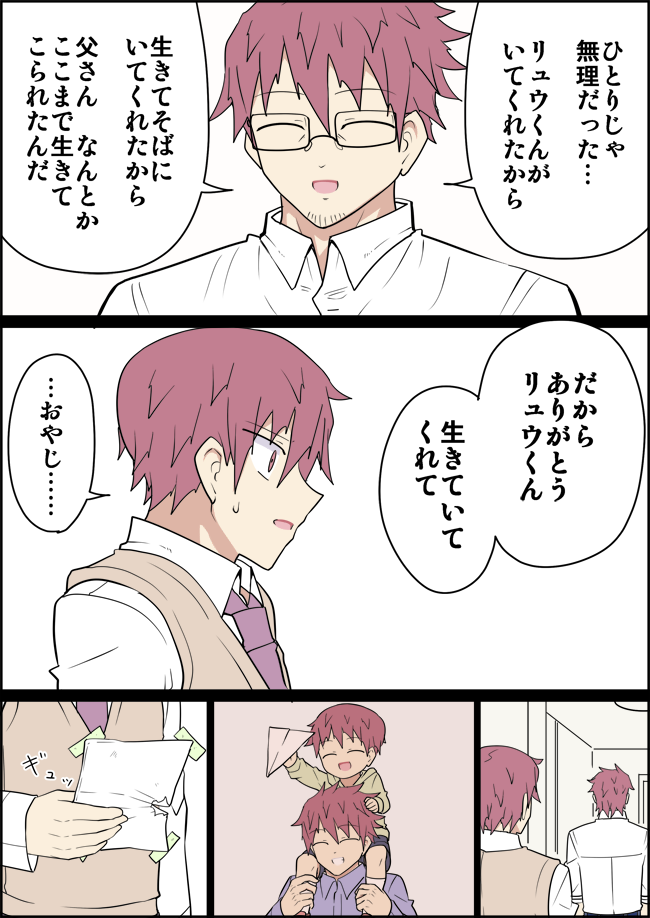 ひとりじゃ
無理だった…
リュウくんが
いてくれたから
生きてそばに
いてくれたから
父さん なんとか
ここまで生きて
こられたんだ
だから
ありがとう
リュウくん
生きていて
くれて
…おやじ……
ギュッ